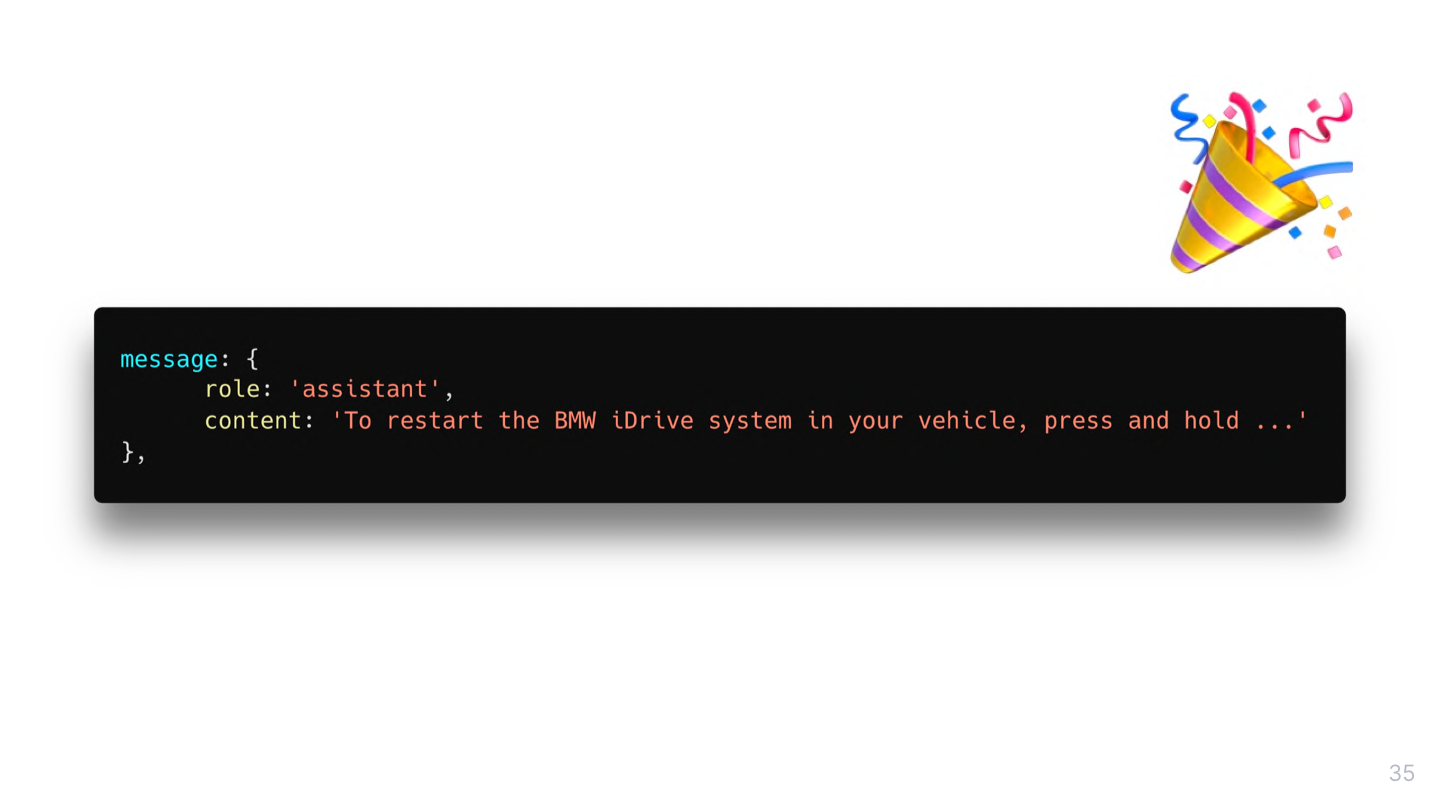 message: {
role: 'assistant',
content: 'To restart the BMW iDrive system in your vehicle, press and hold ...'
},
35